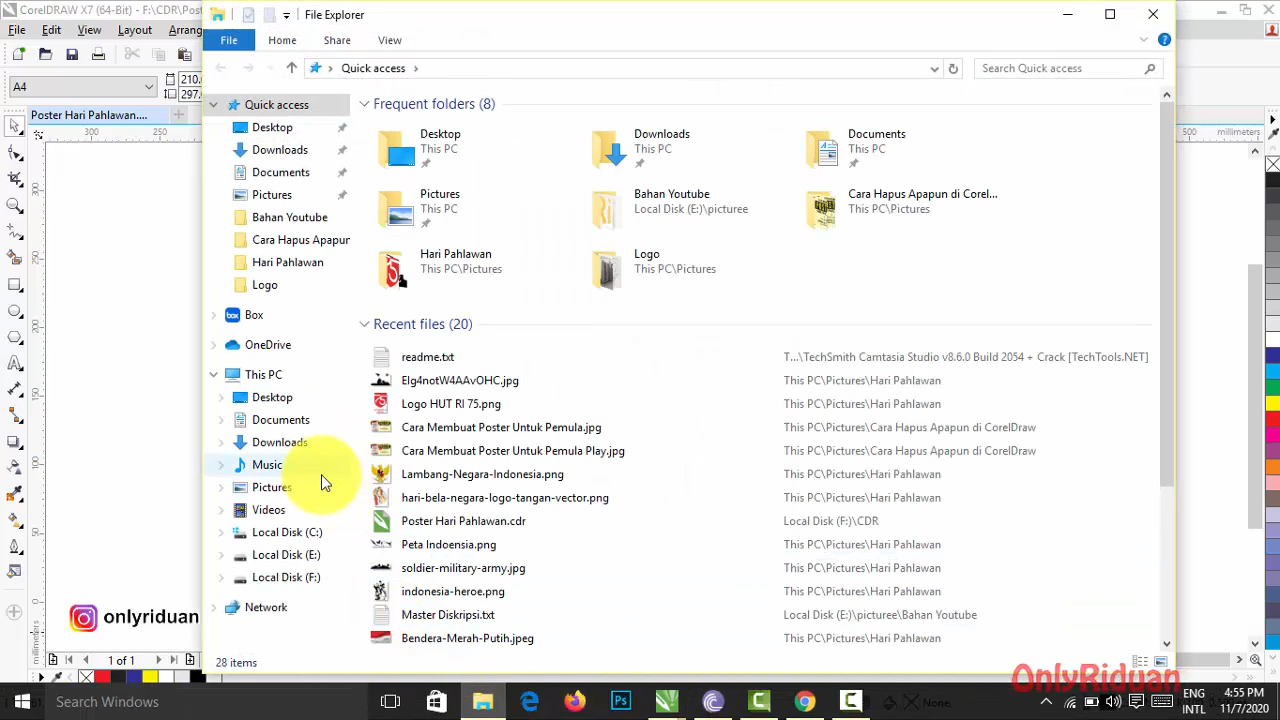 CorelDRAW X7 (64-Bit) - F:\CDR\Riduan
File Explorer
File Edit View Layout Arrang
File Home Share View
A4
210.
297.
Quick access
Search Quick access
Poster Hari Pahlawan....
300 250
500 millimeters
Quick access
Desktop
Downloads
Documents
Pictures
Bahan Youtube
Cara Hapus Apapun
Hari Pahlawan
Logo
Box
OneDrive
This PC
Desktop
Documents
Downloads
Music
Pictures
Videos
Local Disk (C:)
Local Disk (E:)
Local Disk (F:)
Network
Frequent folders (8)
Desktop
This PC
Downloads
This PC
Documents
This PC
Pictures
This PC
Bahan Youtube
Local Disk (E:)\picturee
Cara Hapus Apapun di Corel...
This PC\Pictures
Hari Pahlawan
This PC\Pictures
Logo
This PC\Pictures
Recent files (20)
readme.txt T...\TechSmith Camtasia Studio v8.6.0 Build 2054 + Crack [TechTools.NET]
Elg4notW4AAvOHC.jpg This PC\Pictures\Hari Pahlawan
Logo HUT RI 75.png This PC\Pictures\Hari Pahlawan
Cara Membuat Poster Untuk Pemula.jpg This PC\Pictures\Cara Hapus Apapun di CorelDraw
Cara Membuat Poster Untuk Pemula Play.jpg This PC\Pictures\Cara Hapus Apapun di CorelDraw
Lambang-Negara-Indonesia.png This PC\Pictures\Hari Pahlawan
hari-bela-negara-logo-tangan-vector.png This PC\Pictures\Hari Pahlawan
Poster Hari Pahlawan.cdr Local Disk (F:)\CDR
Peta Indoensia.png This PC\Pictures\Hari Pahlawan
soldier-military-army.jpg This PC\Pictures\Hari Pahlawan
indonesia-heroe.png This PC\Pictures\Hari Pahlawan
Master Diskripsi.txt Local Disk (E:)\picturee\Bahan Youtube
Bendera-Merah-Putih.jpeg This PC\Pictures\Hari Pahlawan
onlyriduan
millimeters
1 of 1
28 items
OnlyRiduan
None
Search Windows
ENG
INTL
4:55 PM
11/7/2020